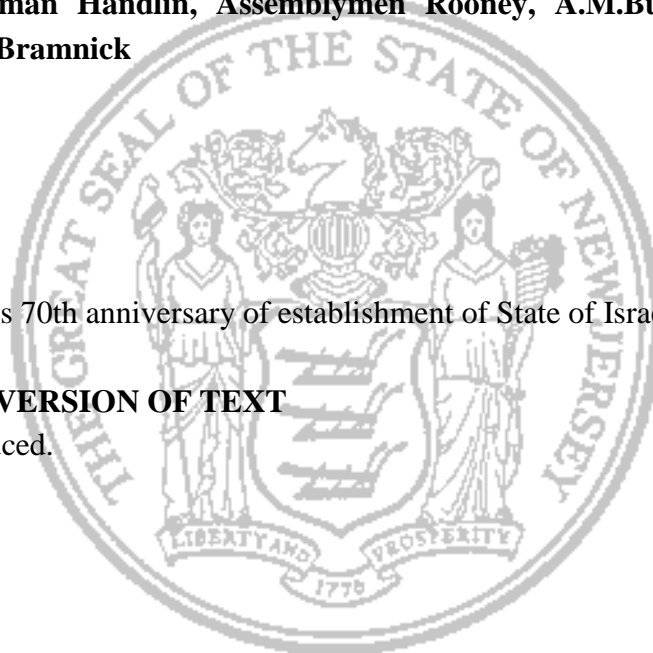 man Handlin, Assemblymen Rooney, A.M.Bu
Bramnick
THE GREAT SEAL OF THE STATE OF NEW JERSEY
s 70th anniversary of establishment of State of Isra
VERSION OF TEXT
ced.
LIBERTY AND PROSPERITY
1776